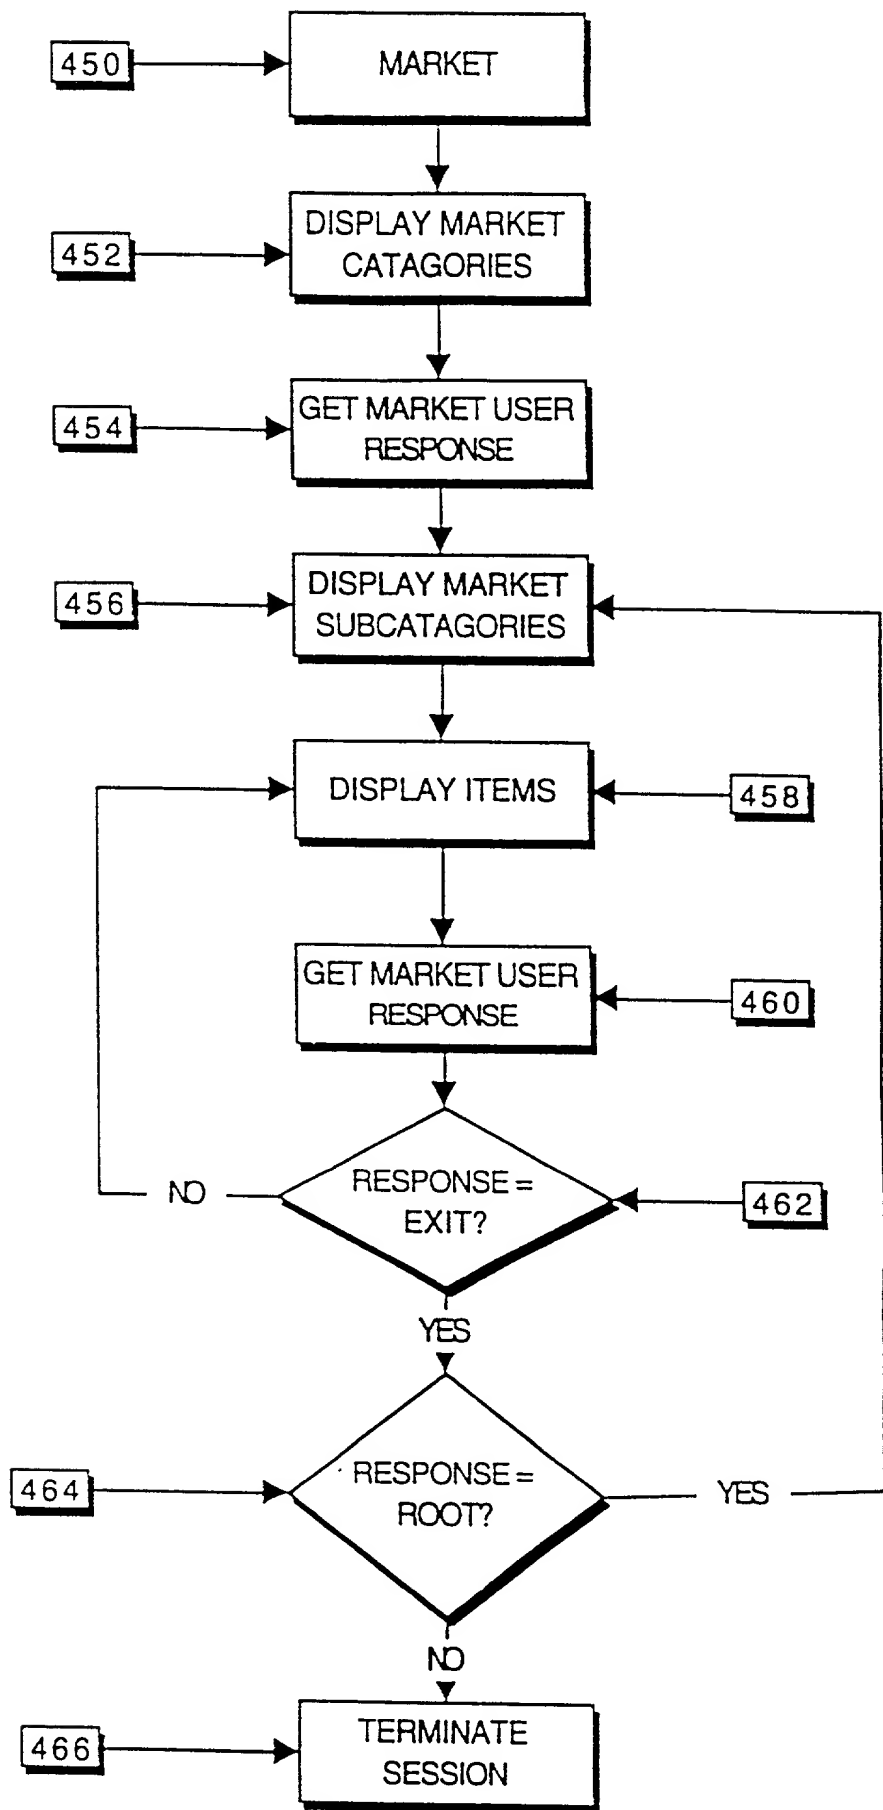 450
MARKET
452
DISPLAY MARKET
CATAGORIES
454
GET MARKET USER
RESPONSE
456
DISPLAY MARKET
SUBCATAGORIES
DISPLAY ITEMS
458
GET MARKET USER
RESPONSE
460
NO
RESPONSE =
EXIT?
462
YES
464
RESPONSE =
ROOT?
YES
NO
466
TERMINATE
SESSION